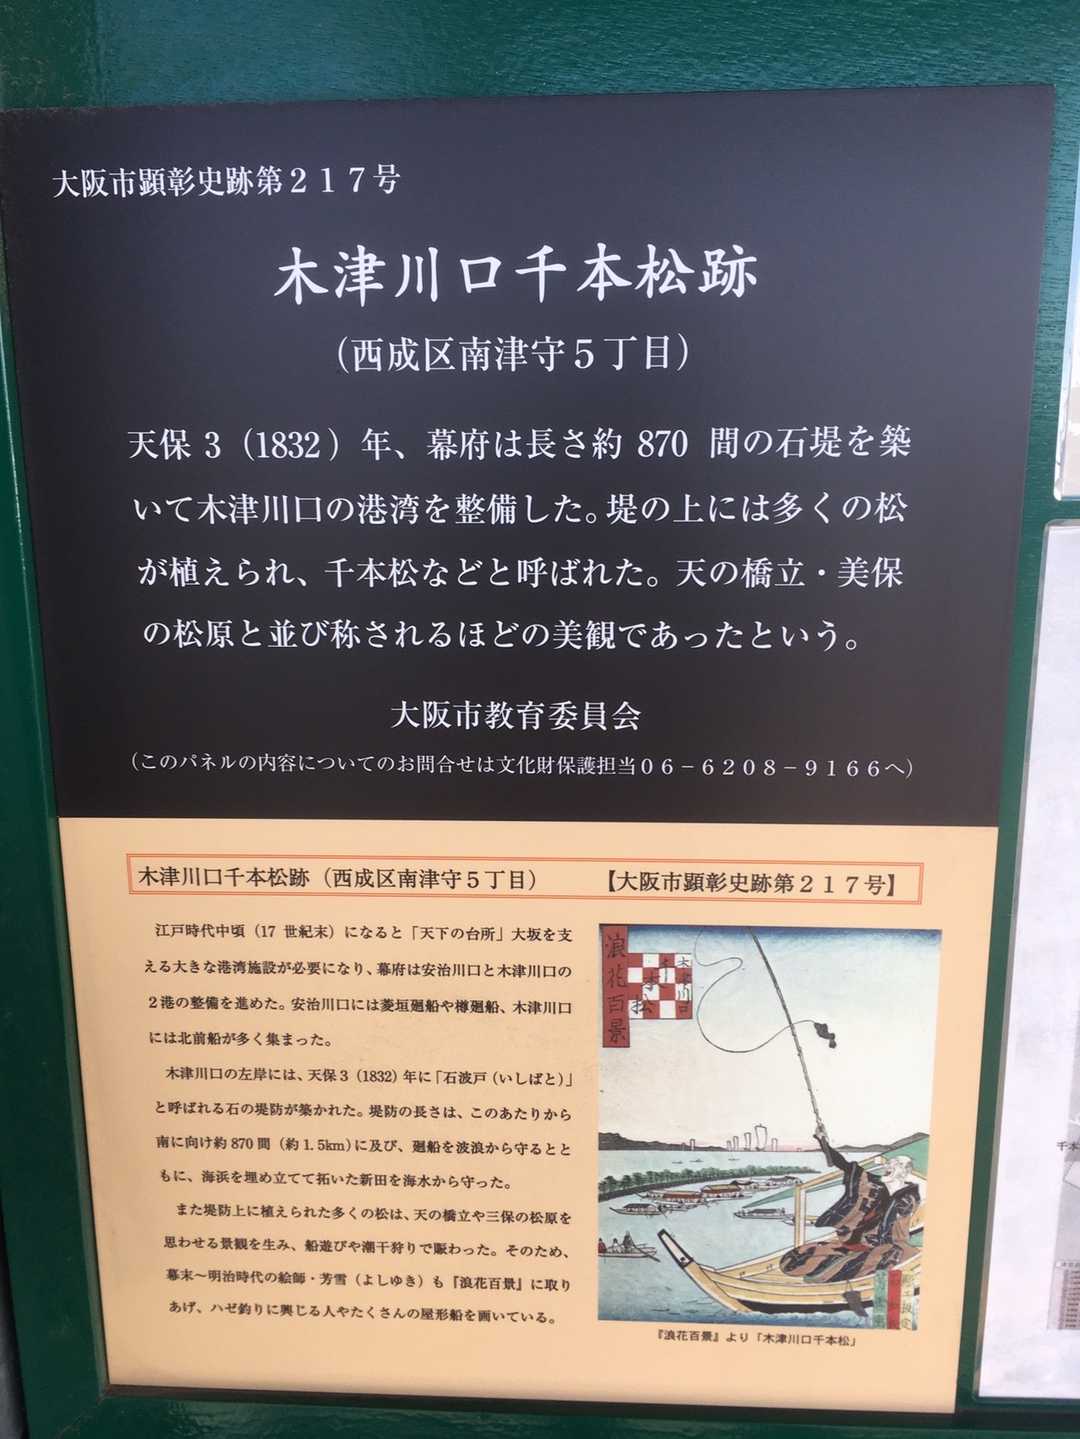 大阪市顕彰史跡第２１７号
木津川口千本松跡
（西成区南津守５丁目）
天保 3（1832）年、幕府は長さ約 870 間の石堤を築
いて木津川口の港湾を整備した。堤の上には多くの松
が植えられ、千本松などと呼ばれた。天の橋立・美保
の松原と並び称されるほどの美観であったという。
大阪市教育委員会
（このパネルの内容についてのお問合せは文化財保護担当０６－６２０８－９１６６へ）
木津川口千本松跡（西成区南津守５丁目）　【大阪市顕彰史跡第２１７号】
江戸時代中頃（17 世紀末）になると「天下の台所」大坂を支
える大きな港湾施設が必要になり、幕府は安治川口と木津川口の
２港の整備を進めた。安治川口には菱垣廻船や樽廻船、木津川口
には北前船が多く集まった。
木津川口の左岸には、天保３（1832）年に「石波戸（いしばと）」
と呼ばれる石の堤防が築かれた。堤防の長さは、このあたりから
南に向け約 870 間（約 1.5km）に及び、廻船を波浪から守るとと
もに、海浜を埋め立てて拓いた新田を海水から守った。
また堤防上に植えられた多くの松は、天の橋立や三保の松原を
思わせる景観を生み、船遊びや潮干狩りで賑わった。そのため、
幕末～明治時代の絵師・芳雪（よしゆき）も『浪花百景』に取り
あげ、ハゼ釣りに興じる人やたくさんの屋形船を画いている。
浪花百景
木津川口
千本松
『浪花百景』より「木津川口千本松」
千本